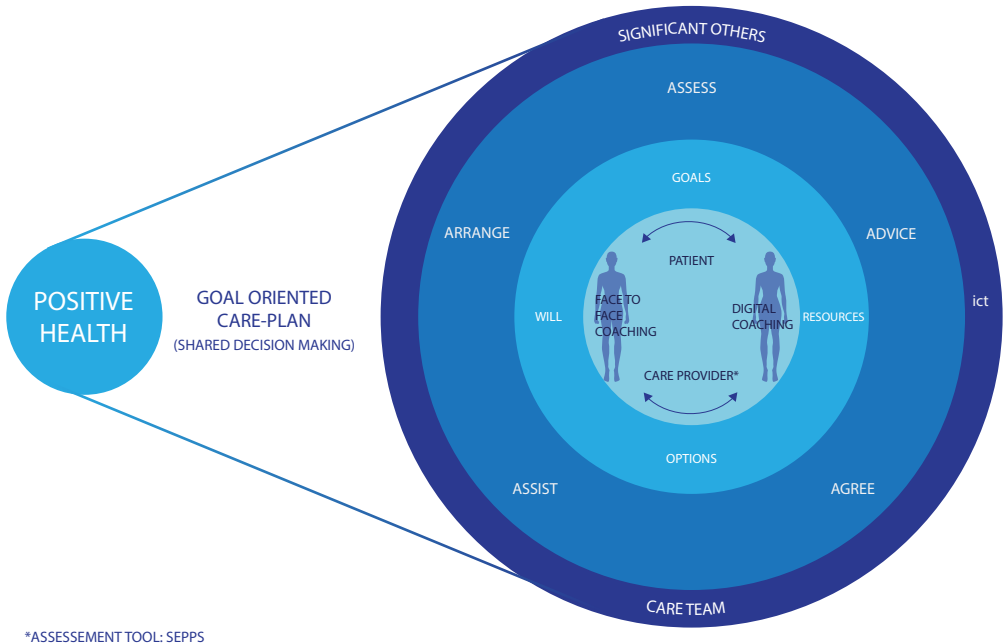 SIGNIFICANT OTHERS
ASSESS
GOALS
ARRANGE
ADVICE
PATIENT
POSITIVE
HEALTH
GOAL ORIENTED
CARE-PLAN
(SHARED DECISION MAKING)
WILL
FACE TO
FACE
COACHING
DIGITAL
COACHING
RESOURCES
ict
CARE PROVIDER*
OPTIONS
ASSIST
AGREE
CARE TEAM
*ASSESSEMENT TOOL: SEPPS